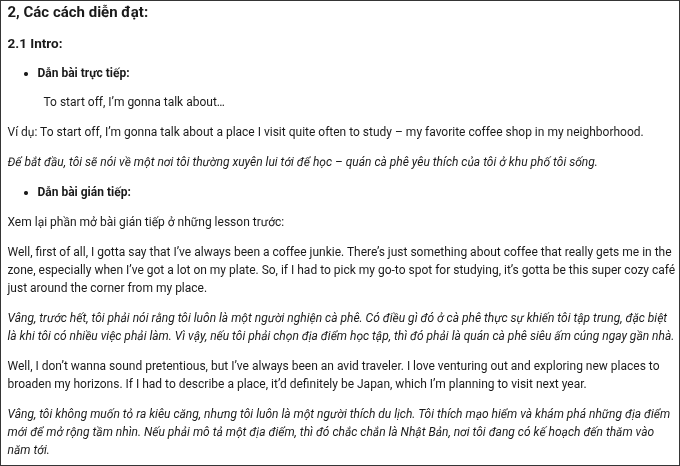 2, Các cách diễn đạt:
2.1 Intro:
• Dẫn bài trực tiếp:
To start off, I’m gonna talk about…
Ví dụ: To start off, I’m gonna talk about a place I visit quite often to study – my favorite coffee shop in my neighborhood.
Để bắt đầu, tôi sẽ nói về một nơi tôi thường xuyên lui tới để học – quán cà phê yêu thích của tôi ở khu phố tôi sống.
• Dẫn bài gián tiếp:
Xem lại phần mở bài gián tiếp ở những lesson trước:
Well, first of all, I gotta say that I’ve always been a coffee junkie. There’s just something about coffee that really gets me in the
zone, especially when I’ve got a lot on my plate. So, if I had to pick my go-to spot for studying, it’s gotta be this super cozy café
just around the corner from my place.
Vâng, trước hết, tôi phải nói rằng tôi luôn là một người nghiện cà phê. Có điều gì đó ở cà phê thực sự khiến tôi tập trung, đặc biệt
là khi tôi có nhiều việc phải làm. Vì vậy, nếu tôi phải chọn địa điểm học tập, thì đó phải là quán cà phê siêu ấm cúng ngay gần nhà.
Well, I don’t wanna sound pretentious, but I’ve always been an avid traveler. I love venturing out and exploring new places to
broaden my horizons. If I had to describe a place, it’d definitely be Japan, which I’m planning to visit next year.
Vâng, tôi không muốn tỏ ra kiêu căng, nhưng tôi luôn là một người thích du lịch. Tôi thích mạo hiểm và khám phá những địa điểm
mới để mở rộng tầm nhìn. Nếu phải mô tả một địa điểm, thì đó chắc chắn là Nhật Bản, nơi tôi đang có kế hoạch đến thăm vào
năm tới.